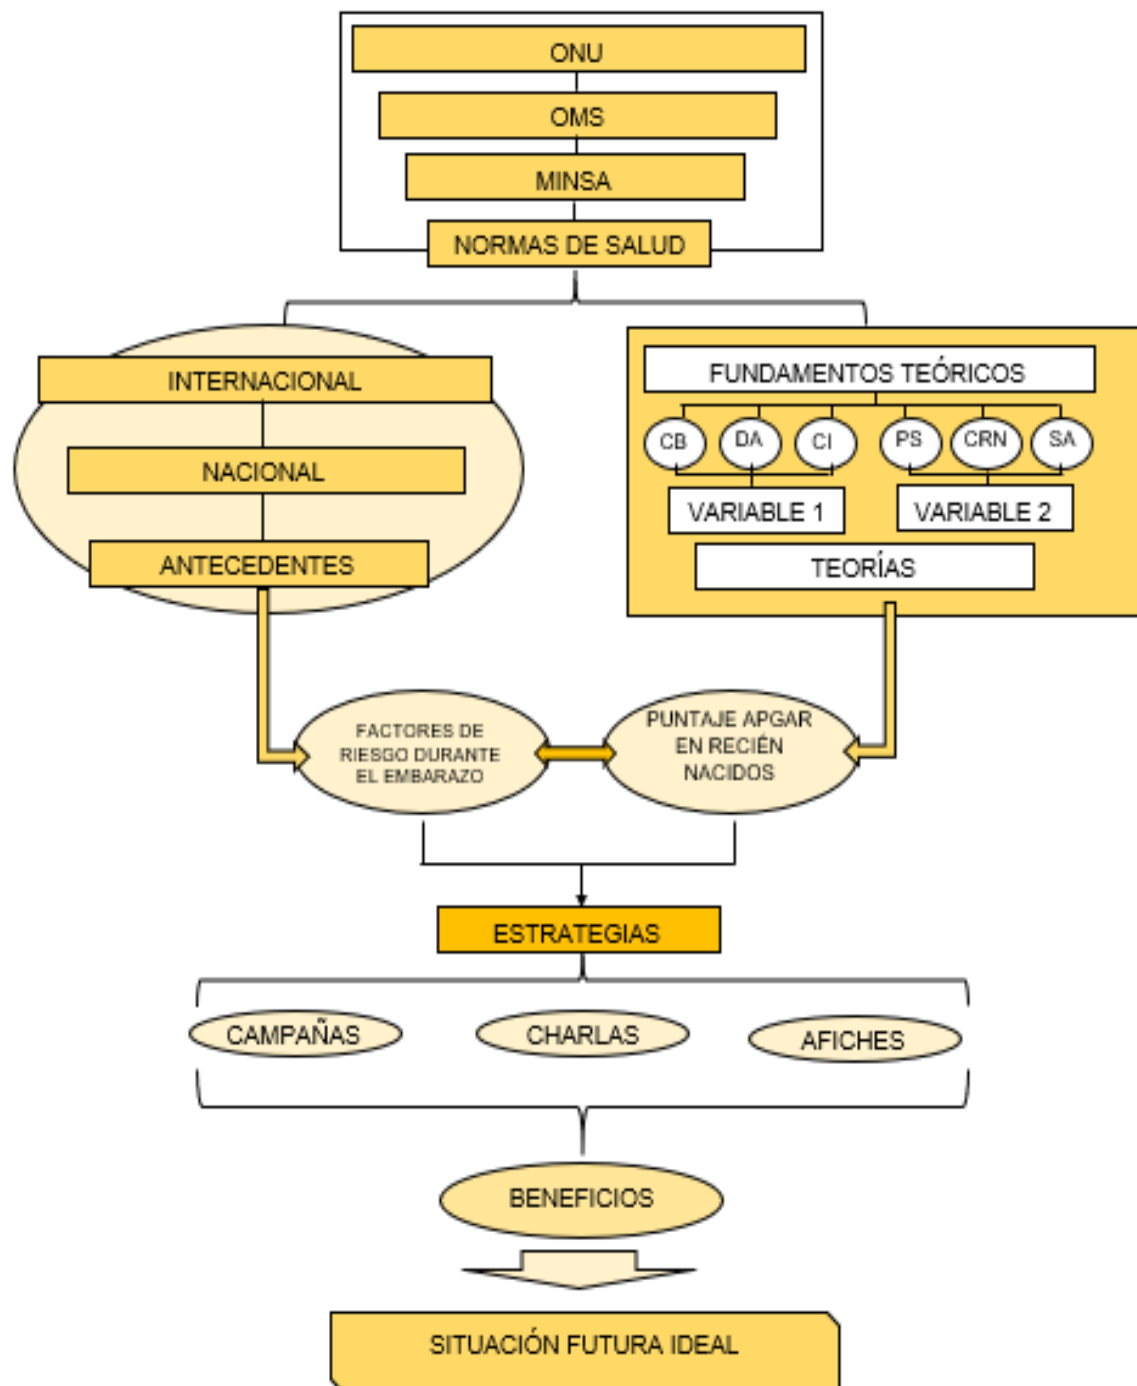 ONU
OMS
MINSA
NORMAS DE SALUD
INTERNACIONAL
NACIONAL
ANTECEDENTES
FUNDAMENTOS TEÓRICOS
CB DA CI PS CRN SA
VARIABLE 1 VARIABLE 2
TEORÍAS
FACTORES DE
RIESGO DURANTE
EL EMBARAZO
PUNTAJE APGAR
EN RECIÉN
NACIDOS
ESTRATEGIAS
CAMPAÑAS CHARLAS AFICHES
BENEFICIOS
SITUACIÓN FUTURA IDEAL